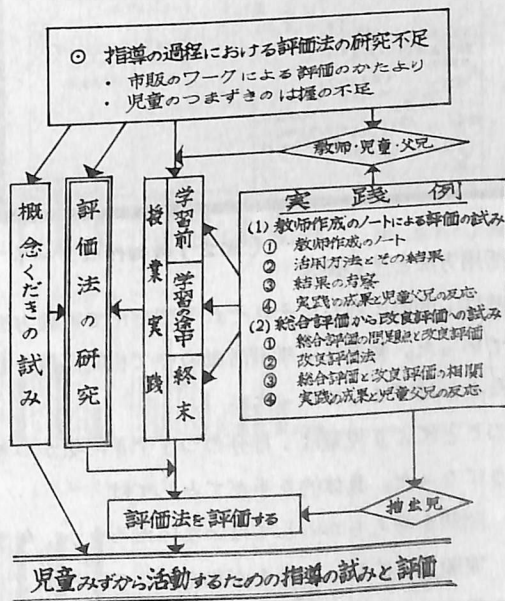 ⊙ 指導の過程における評価法の研究不足
・ 市販のワークによる評価のかたより
・ 児童のつまずきのは握の不足
教師・児童・父兄
概念くだきの試み
評価法の研究
授業実践
学習前
学習の途中
終末
実践例
(1) 教師作成のノートによる評価の試み
① 教師作成のノート
② 活用方法とその結果
③ 結果の考察
④ 実践の成果と児童父兄の反応
(2) 総合評価から改良評価への試み
① 総合評価の問題点と改良評価
② 改良評価法
③ 総合評価と改良評価の相関
④ 実践の成果と児童父兄の反応
評価法を評価する
抽出児
児童みずから活動するための指導の試みと評価